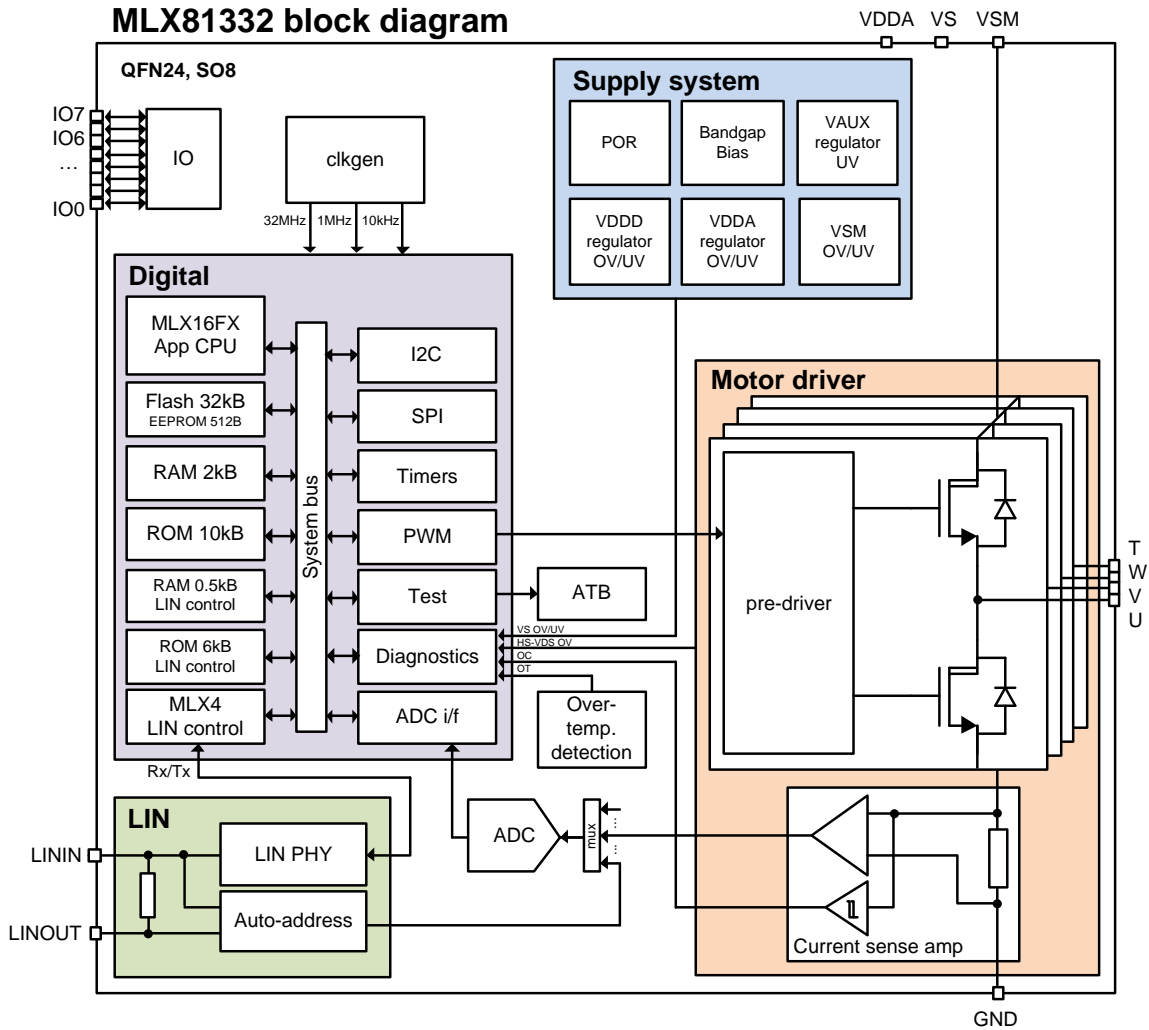 MLX81332 block diagram
VDDA
VS
VSM
QFN24, SO8
IO7
IO6
...
IO0
IO
clkgen
32MHz
1MHz
10kHz
Supply system
POR
Bandgap
Bias
VAUX
regulator
UV
VDDD
regulator
OV/UV
VDDA
regulator
OV/UV
VSM
OV/UV
Digital
MLX16FX
App CPU
Flash 32kB
EEPROM 512B
RAM 2kB
ROM 10kB
RAM 0.5kB
LIN control
ROM 6kB
LIN control
MLX4
LIN control
System bus
I2C
SPI
Timers
PWM
Test
Diagnostics
ADC i/f
ATB
VS OV/UV
HS-VDS OV
OC
OT
Over-
temp.
detection
Motor driver
pre-driver
T
W
V
U
Current sense amp
GND
Rx/Tx
LIN
LIN PHY
Auto-address
LININ
LINOUT
ADC
mux
...
...